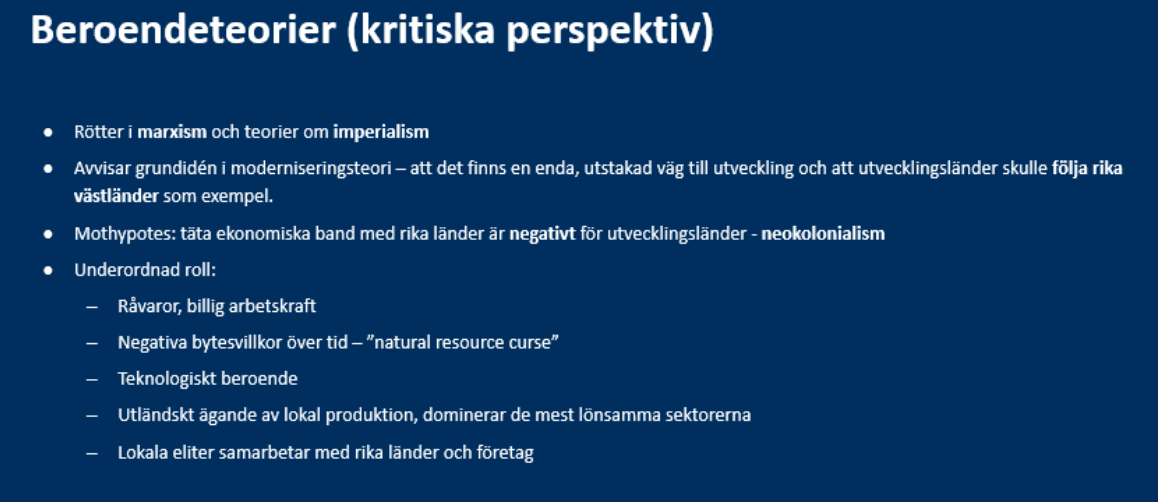 Beroendeteorier (kritiska perspektiv)
● Rötter i marxism och teorier om imperialism
● Avvisar grundidén i moderniseringsteori – att det finns en enda, utstakad väg till utveckling och att utvecklingsländer skulle följa rika
västländer som exempel.
● Mothypotes: täta ekonomiska band med rika länder är negativt för utvecklingsländer - neokolonialism
● Underordnad roll:
– Råvaror, billig arbetskraft
– Negativa bytesvillkor över tid – ”natural resource curse”
– Teknologiskt beroende
– Utländskt ägande av lokal produktion, dominerar de mest lönsamma sektorerna
– Lokala eliter samarbetar med rika länder och företag